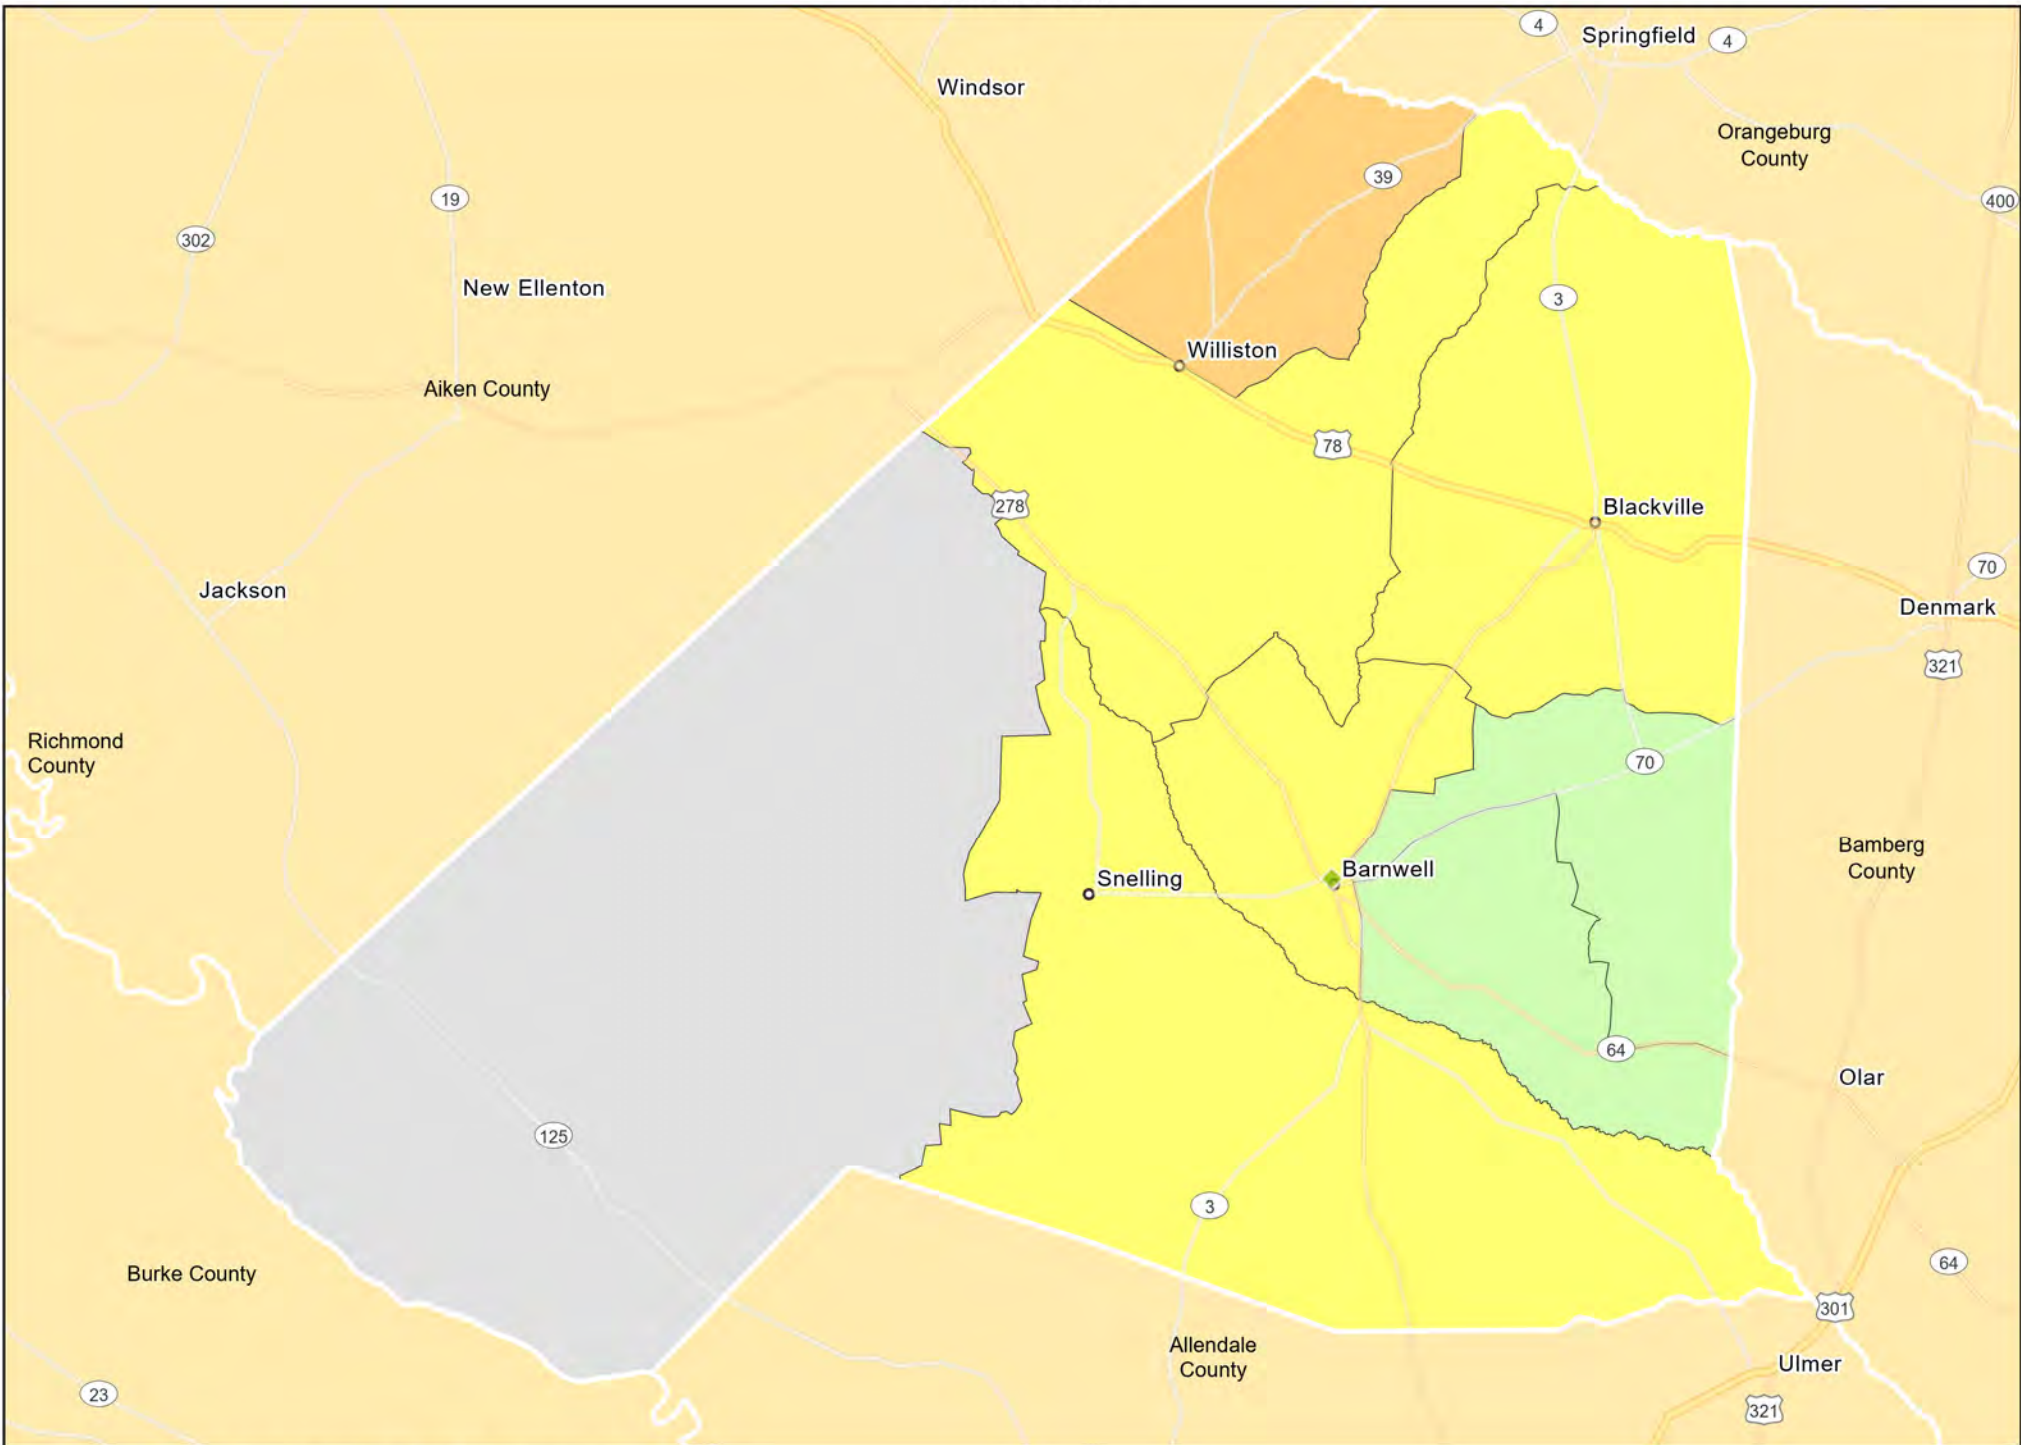 4
Springfield
4
Windsor
Orangeburg
County
39
19
400
302
New Ellenton
3
Williston
Aiken County
78
278
Blackville
70
Jackson
Denmark
321
Richmond
County
70
Bamberg
County
Barnwell
Snelling
64
Olar
125
3
64
Burke County
301
Allendale
County
Ulmer
23
321